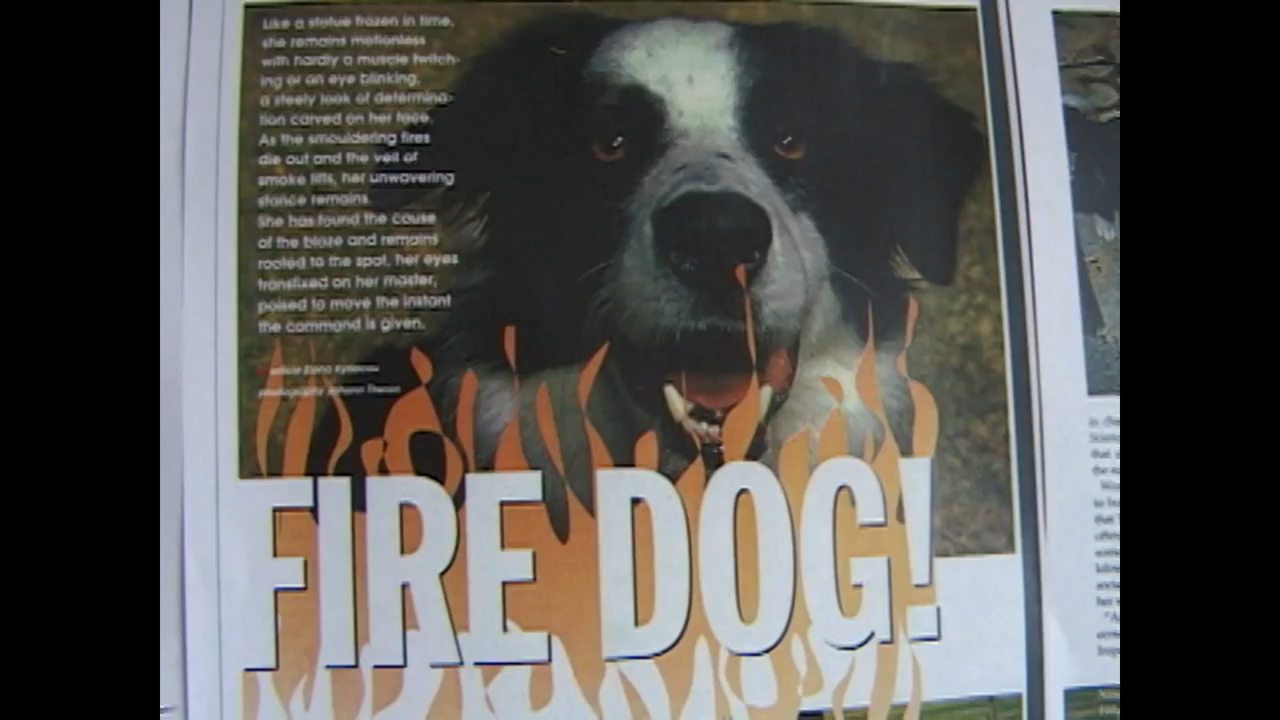 Like a statue frozen in time,
she remains motionless
with hardly a muscle twitch-
ing or an eye blinking,
a steely look of determina-
tion carved on her face.
As the smouldering fires
die out and the veil of
smoke lifts, her unwavering
stance remains.
She has found the cause
of the blaze and remains
rooted to the spot, her eyes
transfixed on her master,
poised to move the instant
the command is given.
article
photography
FIRE DOG!
that